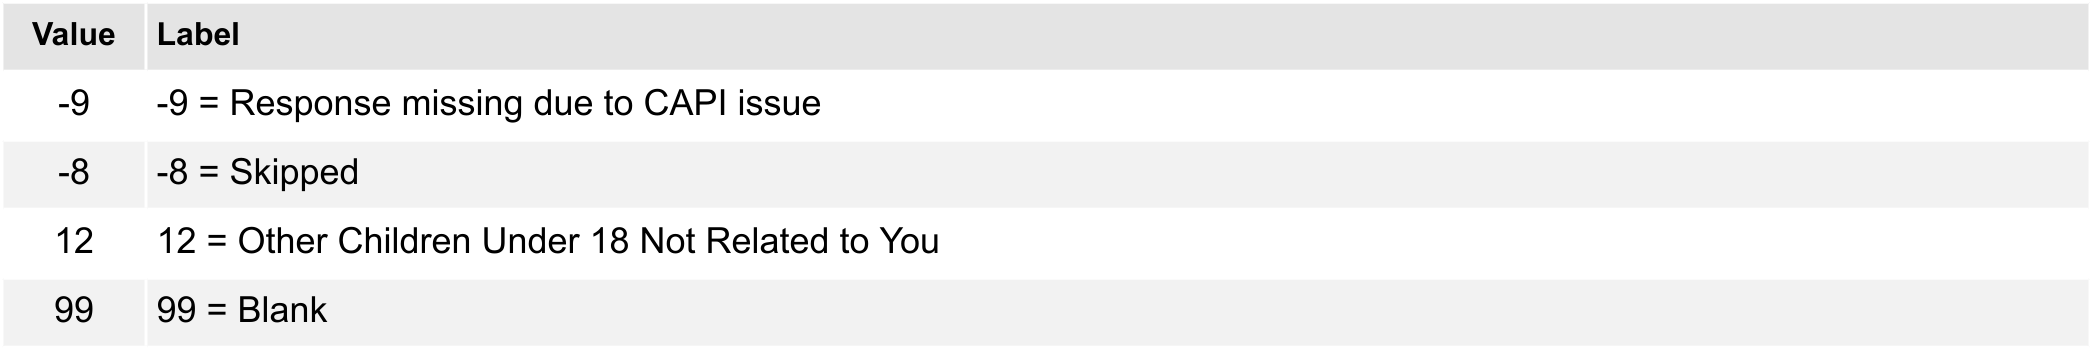 Value Label
-9 -9 = Response missing due to CAPI issue
-8 -8 = Skipped
12 12 = Other Children Under 18 Not Related to You
99 99 = Blank